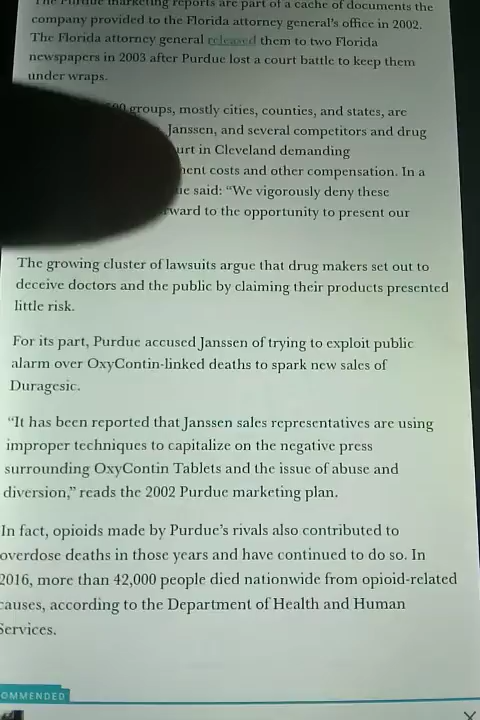 The Purdue marketing reports are part of a cache of documents the
company provided to the Florida attorney general's office in 2002.
The Florida attorney general released them to two Florida
newspapers in 2003 after Purdue lost a court battle to keep them
under wraps.
groups, mostly cities, counties, and states, are
Janssen, and several competitors and drug
in Cleveland demanding
costs and other compensation. In a
said: “We vigorously deny these
to the opportunity to present our
The growing cluster of lawsuits argue that drug makers set out to
deceive doctors and the public by claiming their products presented
little risk.
For its part, Purdue accused Janssen of trying to exploit public
alarm over OxyContin-linked deaths to spark new sales of
Duragesic.
“It has been reported that Janssen sales representatives are using
improper techniques to capitalize on the negative press
surrounding OxyContin Tablets and the issue of abuse and
diversion,” reads the 2002 Purdue marketing plan.
In fact, opioids made by Purdue’s rivals also contributed to
overdose deaths in those years and have continued to do so. In
2016, more than 42,000 people died nationwide from opioid-related
causes, according to the Department of Health and Human
Services.
OMMENDED